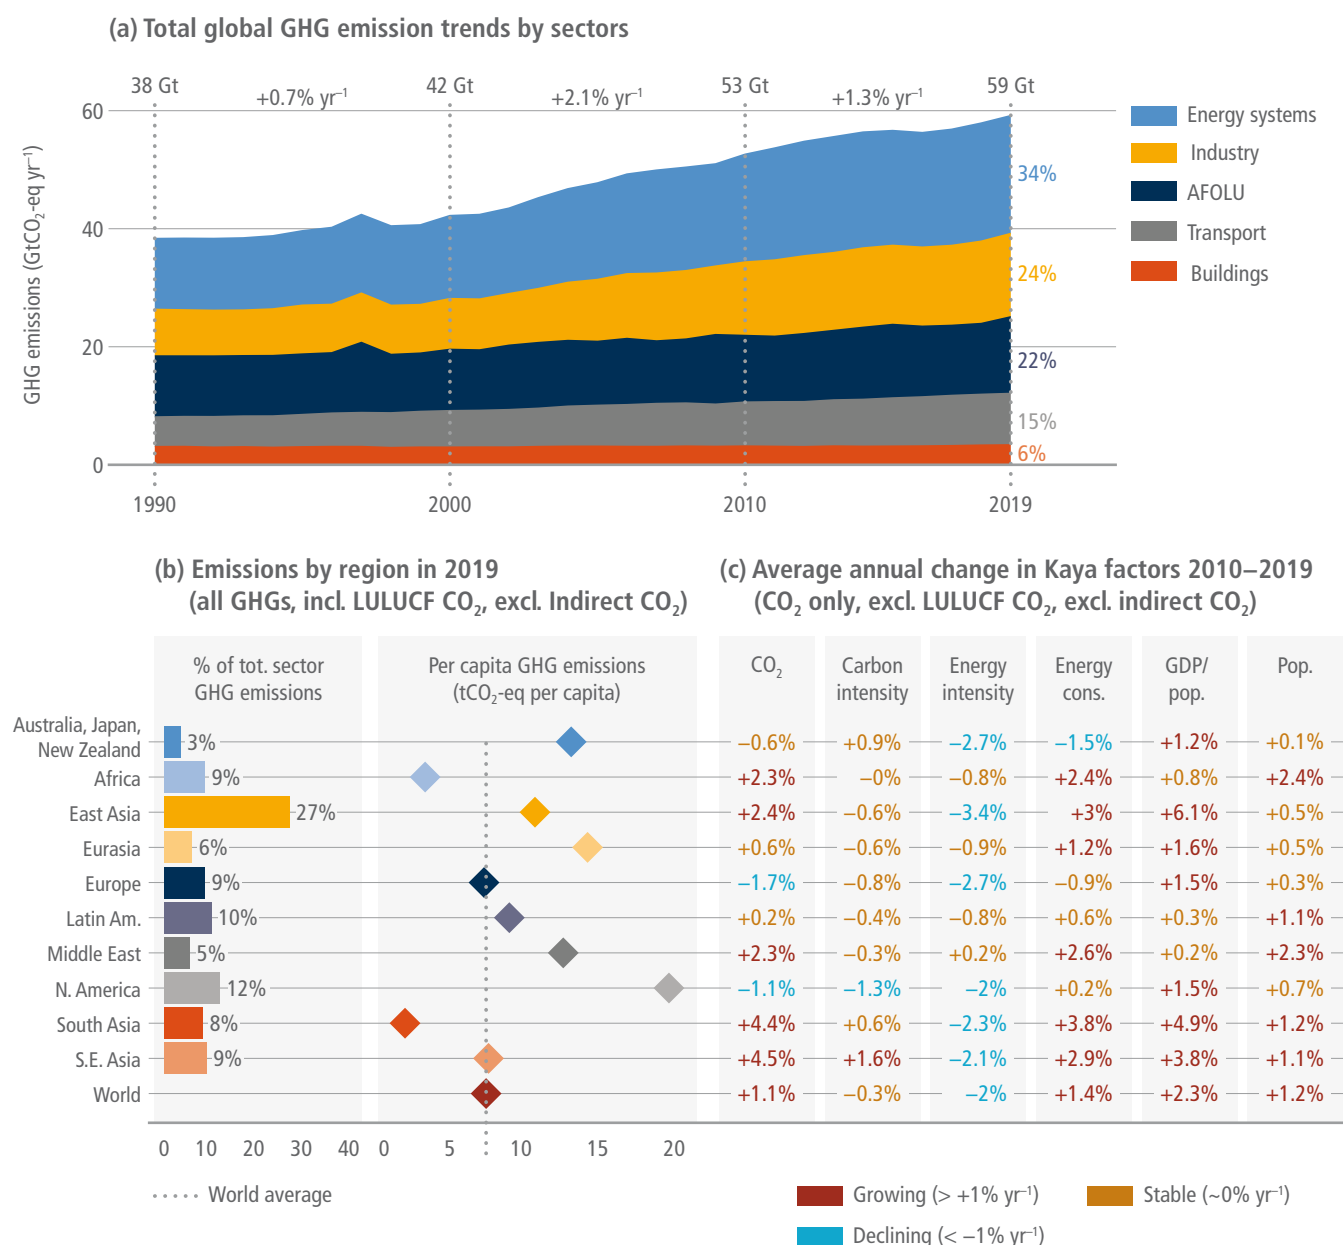 (a) Total global GHG emission trends by sectors
38 Gt
+0.7% yr⁻¹
42 Gt
+2.1% yr⁻¹
53 Gt
+1.3% yr⁻¹
59 Gt
GHG emissions (GtCO₂-eq yr⁻¹)
60
40
20
0
1990
2000
2010
2019
34%
24%
22%
15%
6%
Energy systems
Industry
AFOLU
Transport
Buildings
(b) Emissions by region in 2019
(all GHGs, incl. LULUCF CO₂, excl. Indirect CO₂)
(c) Average annual change in Kaya factors 2010–2019
(CO₂ only, excl. LULUCF CO₂, excl. indirect CO₂)
% of tot. sector
GHG emissions
Per capita GHG emissions
(tCO₂-eq per capita)
CO₂
Carbon
intensity
Energy
intensity
Energy
cons.
GDP/
pop.
Pop.
Australia, Japan,
New Zealand 3% −0.6% +0.9% −2.7% −1.5% +1.2% +0.1%
Africa 9% +2.3% −0% −0.8% +2.4% +0.8% +2.4%
East Asia 27% +2.4% −0.6% −3.4% +3% +6.1% +0.5%
Eurasia 6% +0.6% −0.6% −0.9% +1.2% +1.6% +0.5%
Europe 9% −1.7% −0.8% −2.7% −0.9% +1.5% +0.3%
Latin Am. 10% +0.2% −0.4% −0.8% +0.6% +0.3% +1.1%
Middle East 5% +2.3% −0.3% +0.2% +2.6% +0.2% +2.3%
N. America 12% −1.1% −1.3% −2% +0.2% +1.5% +0.7%
South Asia 8% +4.4% +0.6% −2.3% +3.8% +4.9% +1.2%
S.E. Asia 9% +4.5% +1.6% −2.1% +2.9% +3.8% +1.1%
World +1.1% −0.3% −2% +1.4% +2.3% +1.2%
0 10 20 30 40 0 5 10 15 20
World average
Growing (> +1% yr⁻¹)
Stable (~0% yr⁻¹)
Declining (< −1% yr⁻¹)